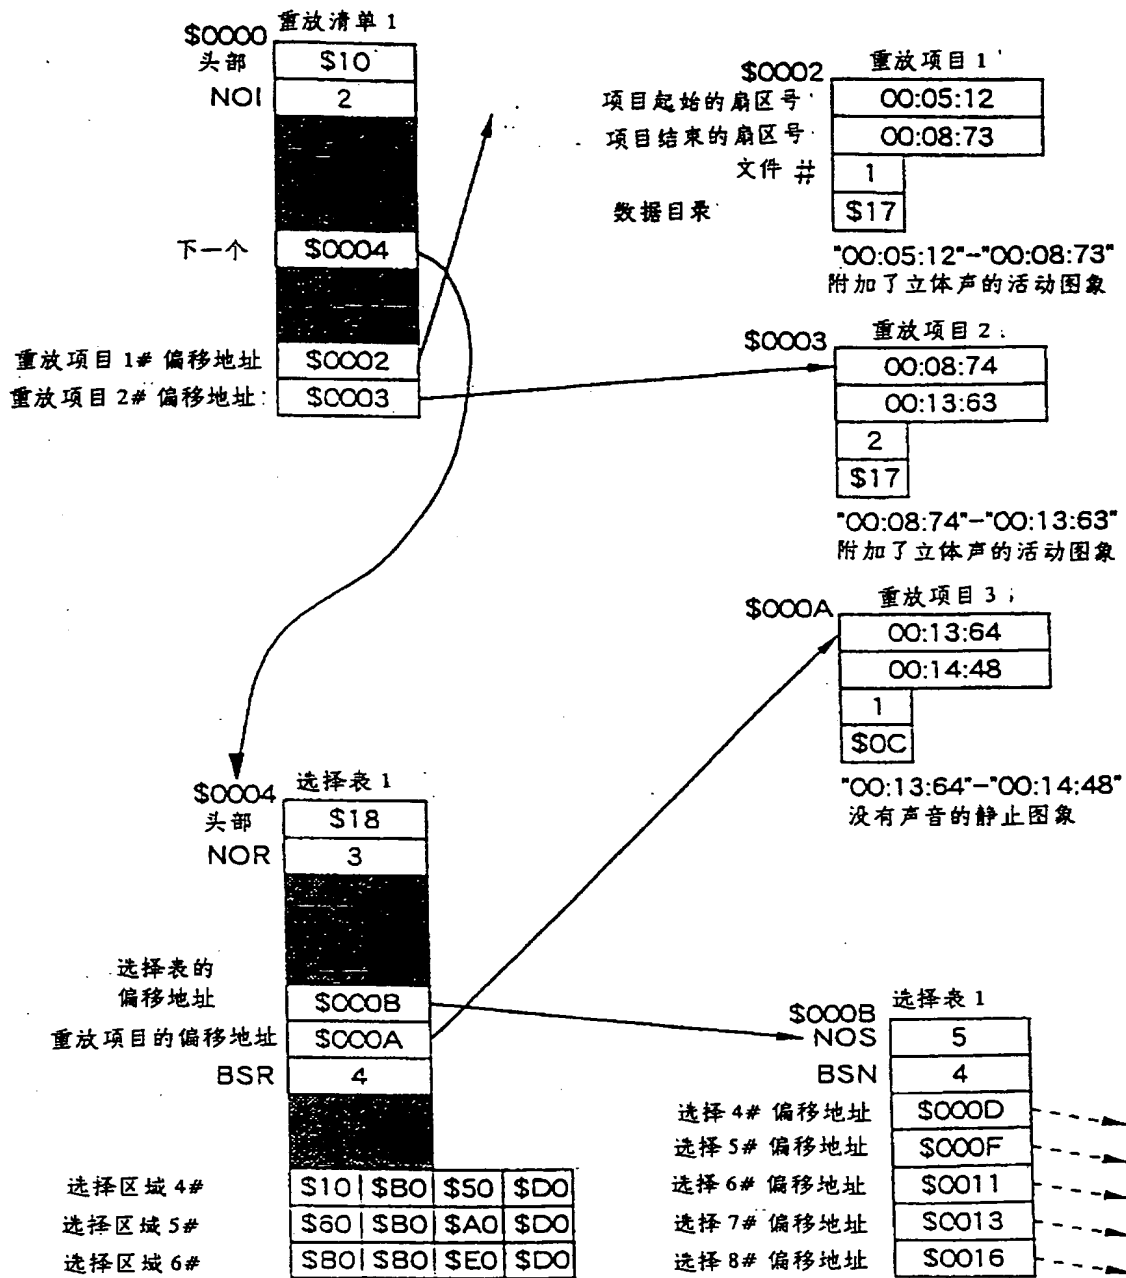 重放清单 1
$0000
头部 $10
NOI 2
下一个 $0004
重放项目 1# 偏移地址 $0002
重放项目 2# 偏移地址 $0003
重放项目 1
$0002
项目起始的扇区号 00:05:12
项目结束的扇区号 00:08:73
文件 # 1
数据目录 $17
"00:05:12"-"00:08:73"
附加了立体声的活动图象
重放项目 2
$0003
00:08:74
00:13:63
2
$17
"00:08:74"-"00:13:63"
附加了立体声的活动图象
重放项目 3
$000A
00:13:64
00:14:48
1
$0C
"00:13:64"-"00:14:48"
没有声音的静止图象
选择表 1
$0004
头部 $18
NOR 3
选择表的
偏移地址 $000B
重放项目的偏移地址 $000A
BSR 4
选择区域 4# $10 $B0 $50 $D0
选择区域 5# $60 $B0 $A0 $D0
选择区域 6# $B0 $80 $E0 $D0
选择表 1
$000B
NOS 5
BSN 4
选择 4# 偏移地址 $000D
选择 5# 偏移地址 $000F
选择 6# 偏移地址 $0011
选择 7# 偏移地址 $0013
选择 8# 偏移地址 $0016